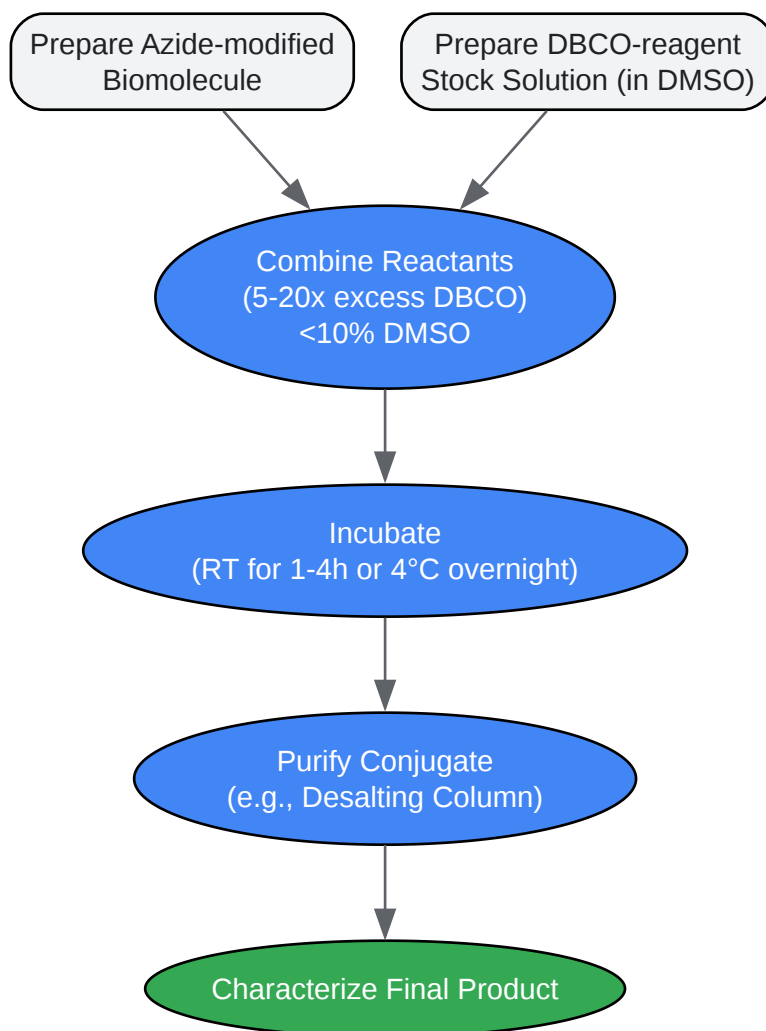 Prepare Azide-modified
Biomolecule
Prepare DBCO-reagent
Stock Solution (in DMSO)
Combine Reactants
(5-20x excess DBCO)
<10% DMSO
Incubate
(RT for 1-4h or 4°C overnight)
Purify Conjugate
(e.g., Desalting Column)
Characterize Final Product